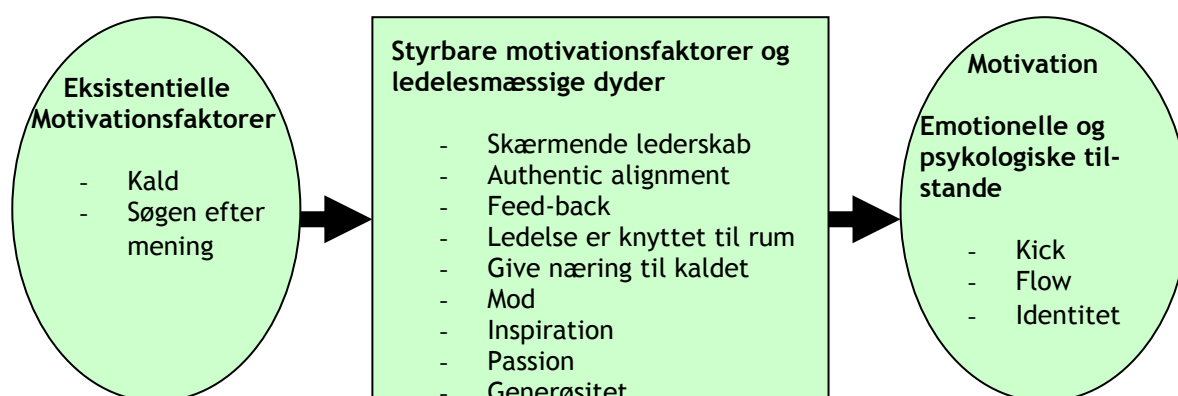 Eksistentielle
Motivationsfaktorer
- Kald
- Søgen efter
mening
Styrbare motivationsfaktorer og
ledelesmæssige dyder
- Skærmende lederskab
- Authentic alignment
- Feed-back
- Ledelse er knyttet til rum
- Give næring til kaldet
- Mod
- Inspiration
- Passion
- Generøsitet
Motivation
Emotionelle og
psykologiske til-
stande
- Kick
- Flow
- Identitet